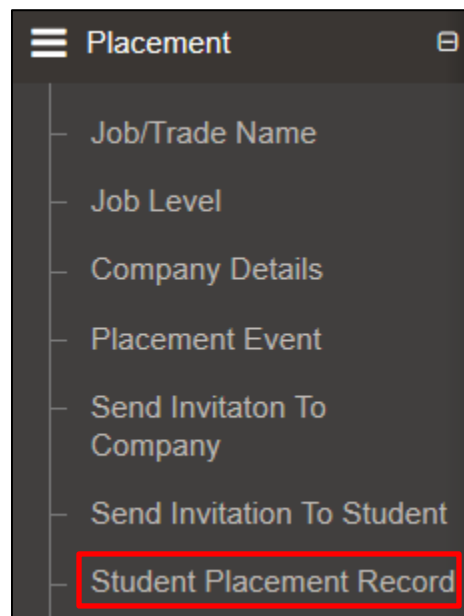 Placement
Job/Trade Name
Job Level
Company Details
Placement Event
Send Invitaton To
Company
Send Invitation To Student
Student Placement Record